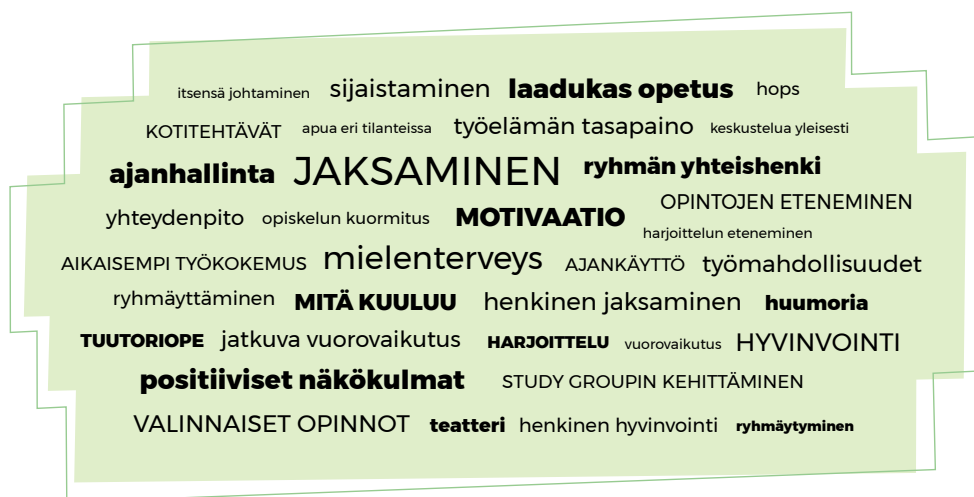 itsensä johtaminen sijaistaminen laadukas opetus hops
KOTITEHTÄVÄT apua eri tilanteissa työelämän tasapaino keskustelua yleisesti
ajanhallinta JAKSAMINEN ryhmän yhteishenki
yhteydenpito opiskelun kuormitus MOTIVAATIO OPINTOJEN ETENEMINEN
harjoittelun eteneminen
AIKAISEMPI TYÖKOKEMUS mielenterveys AJANKÄYTTÖ työmahdollisuudet
ryhmäyttäminen MITÄ KUULUU henkinen jaksaminen huumoria
TUUTORIOPE jatkuva vuorovaikutus HARJOITTELU vuorovaikutus HYVINVOINTI
positiiviset näkökulmat STUDY GROUPIN KEHITTÄMINEN
VALINNAISET OPINNOT teatteri henkinen hyvinvointi ryhmäytyminen